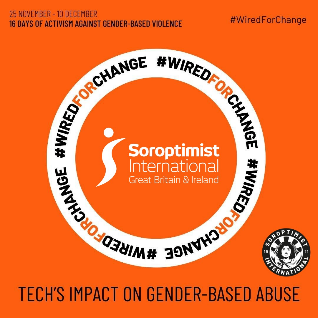 25 NOVEMBER - 10 DECEMBER
16 DAYS OF ACTIVISM AGAINST GENDER-BASED VIOLENCE
#WiredForChange
#WIREDFORCHANGE #WIREDFORCHANGE #WIREDFORCHANGE #WIREDFORCHANGE
Soroptimist
International
Great Britain & Ireland
SOROPTIMIST
INTERNATIONAL
TECH'S IMPACT ON GENDER-BASED ABUSE